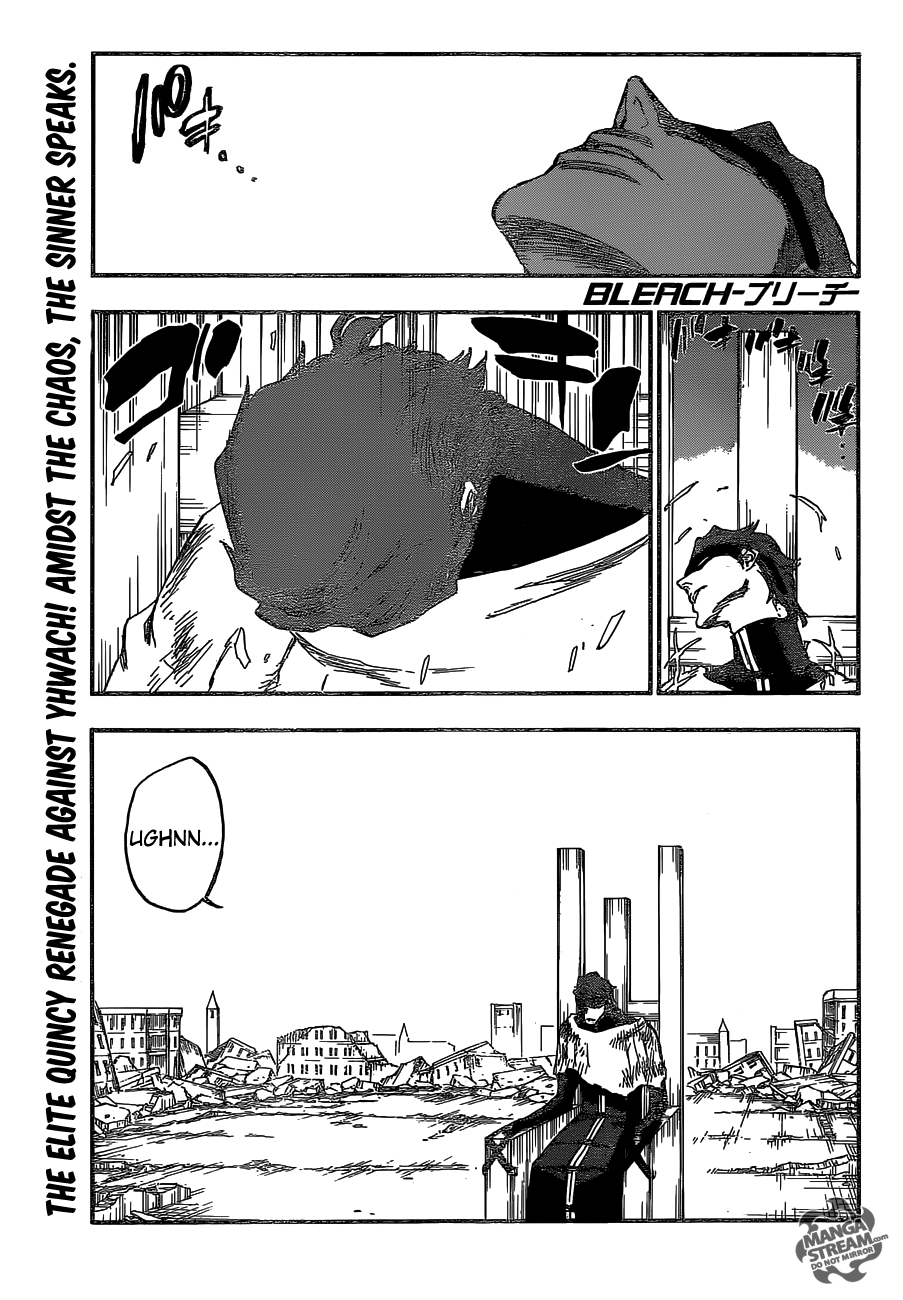 THE ELITE QUINCY RENEGADE AGAINST YHWACH! AMIDST THE CHAOS, THE SINNER SPEAKS.
BLEACH-ブリーチ-
UGHNN...
MANGA
STREAM.com
DO NOT MIRROR